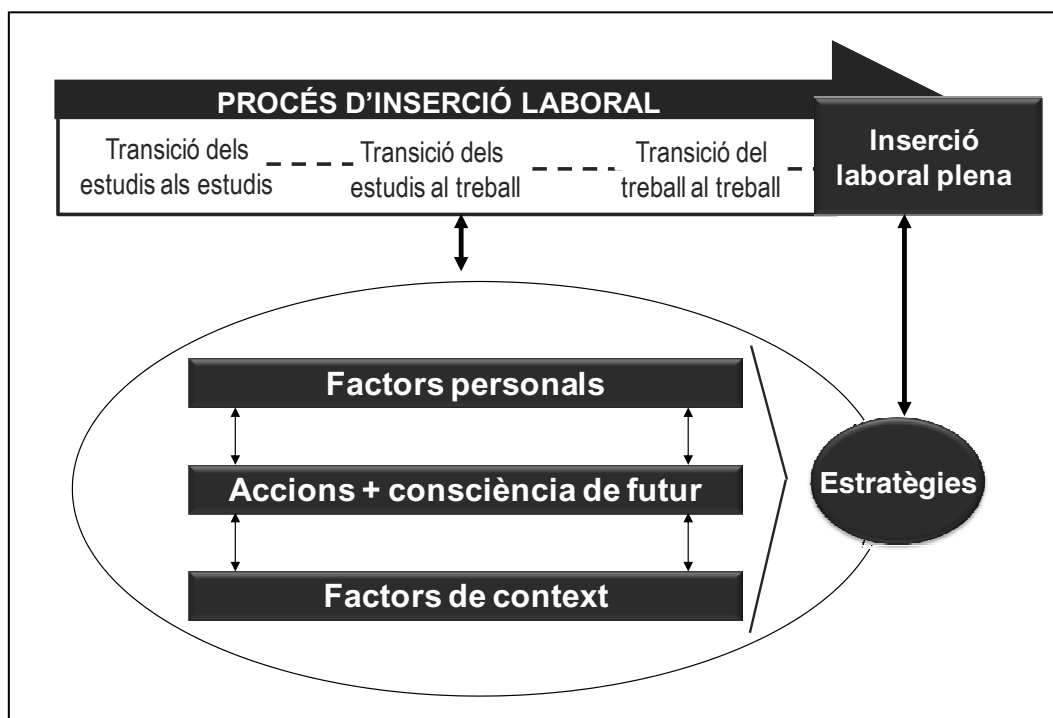 PROCÉS D'INSERCIÓ LABORAL
Transició dels
estudis als estudis
Transició dels
estudis al treball
Transició del
treball al treball
Inserció
laboral plena
Factors personals
Accions + consciència de futur
Factors de context
Estratègies